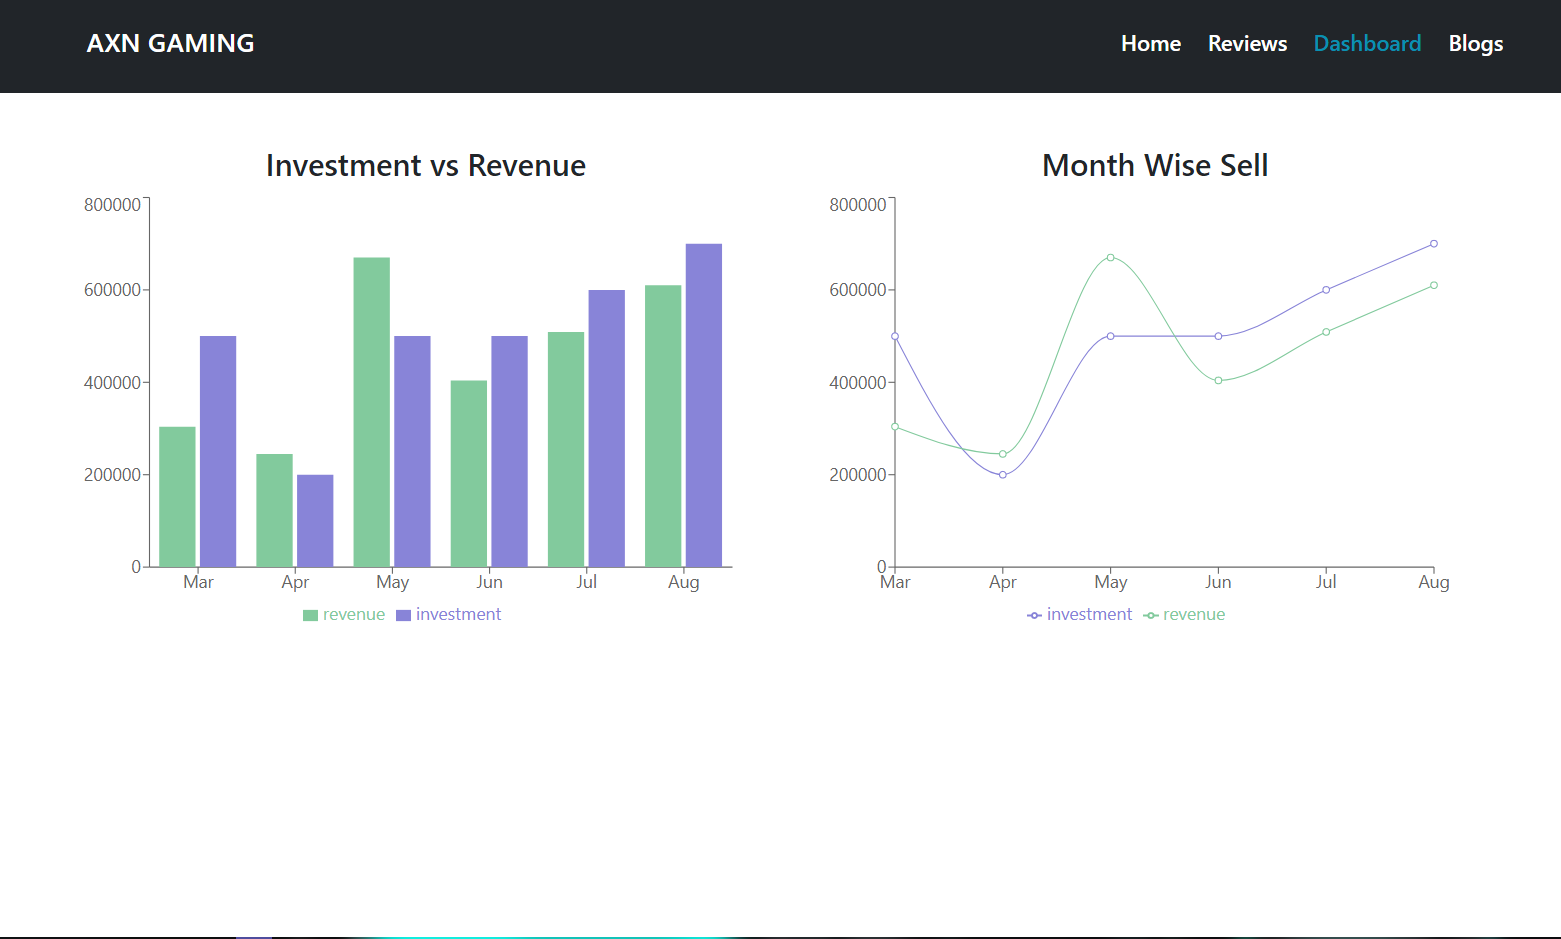 AXN GAMING
Home Reviews Dashboard Blogs
Investment vs Revenue
800000
600000
400000
200000
0
Mar Apr May Jun Jul Aug
revenue investment
Month Wise Sell
800000
600000
400000
200000
0
Mar Apr May Jun Jul Aug
investment revenue